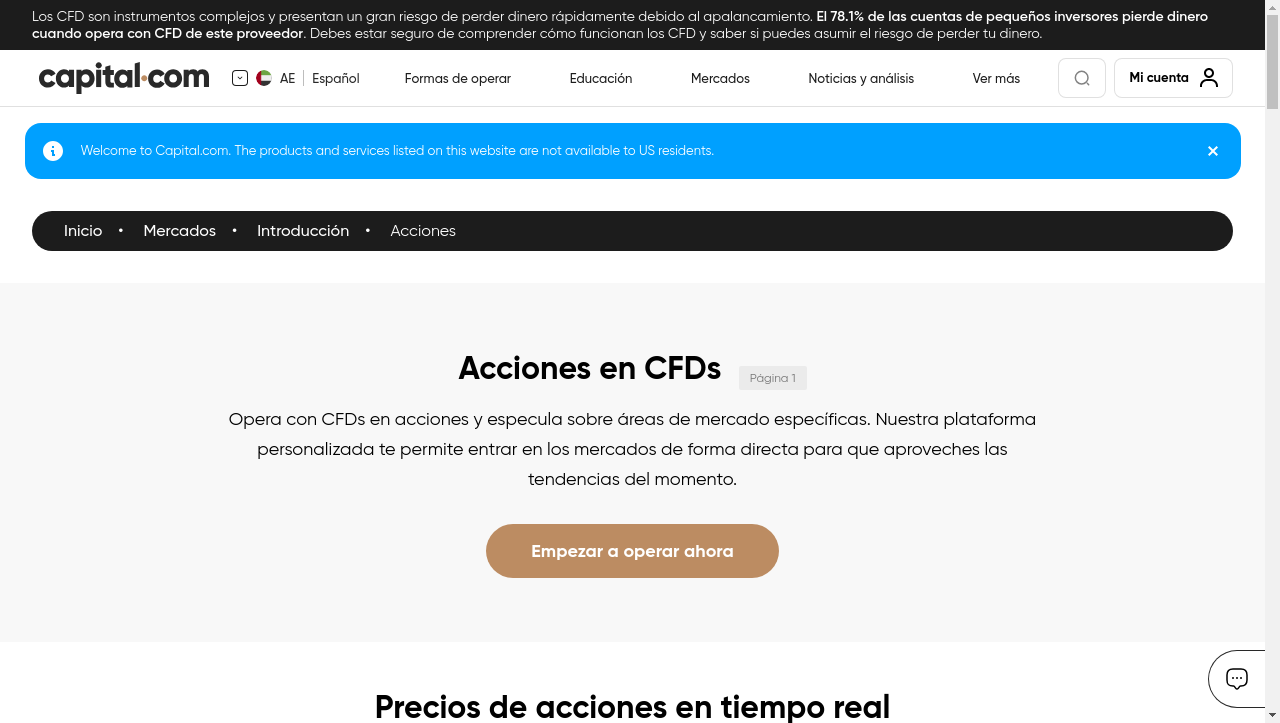 Los CFD son instrumentos complejos y presentan un gran riesgo de perder dinero rápidamente debido al apalancamiento. El 78.1% de las cuentas de pequeños inversores pierde dinero
cuando opera con CFD de este proveedor. Debes estar seguro de comprender cómo funcionan los CFD y saber si puedes asumir el riesgo de perder tu dinero.
capital.com AE Español Formas de operar Educación Mercados Noticias y análisis Ver más Mi cuenta
Welcome to Capital.com. The products and services listed on this website are not available to US residents.
Inicio • Mercados • Introducción • Acciones
Acciones en CFDs Página 1
Opera con CFDs en acciones y especula sobre áreas de mercado específicas. Nuestra plataforma
personalizada te permite entrar en los mercados de forma directa para que aproveches las
tendencias del momento.
Empezar a operar ahora
Precios de acciones en tiempo real